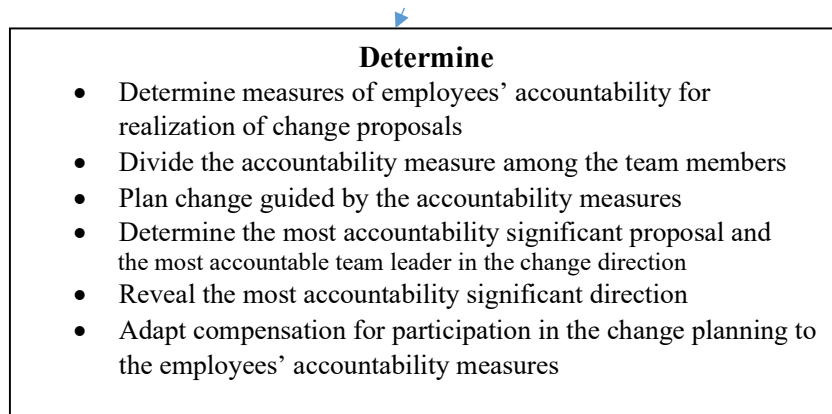 Determine
• Determine measures of employees’ accountability for
realization of change proposals
• Divide the accountability measure among the team members
• Plan change guided by the accountability measures
• Determine the most accountability significant proposal and
the most accountable team leader in the change direction
• Reveal the most accountability significant direction
• Adapt compensation for participation in the change planning to
the employees’ accountability measures